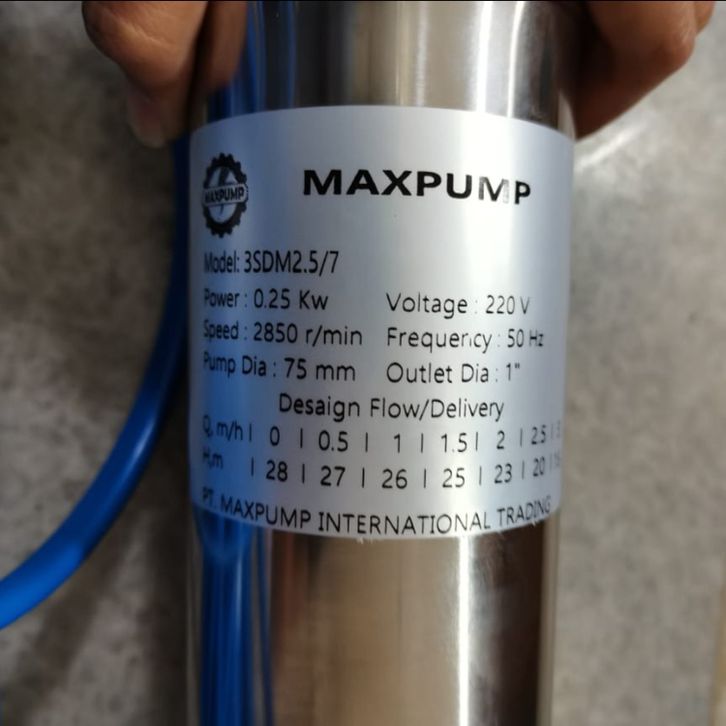 MAXPUMP
MAXPUMP
Model: 3SDM2.5/7
Power : 0.25 Kw Voltage : 220 V
Speed : 2850 r/min Frequency : 50 Hz
Pump Dia : 75 mm Outlet Dia : 1"
Desaign Flow/Delivery
Q, m/h | 0 | 0.5 | 1 | 1.5 | 2 | 2.5 |
H,m | 28 | 27 | 26 | 25 | 23 | 20 |
PT. MAXPUMP INTERNATIONAL TRADING